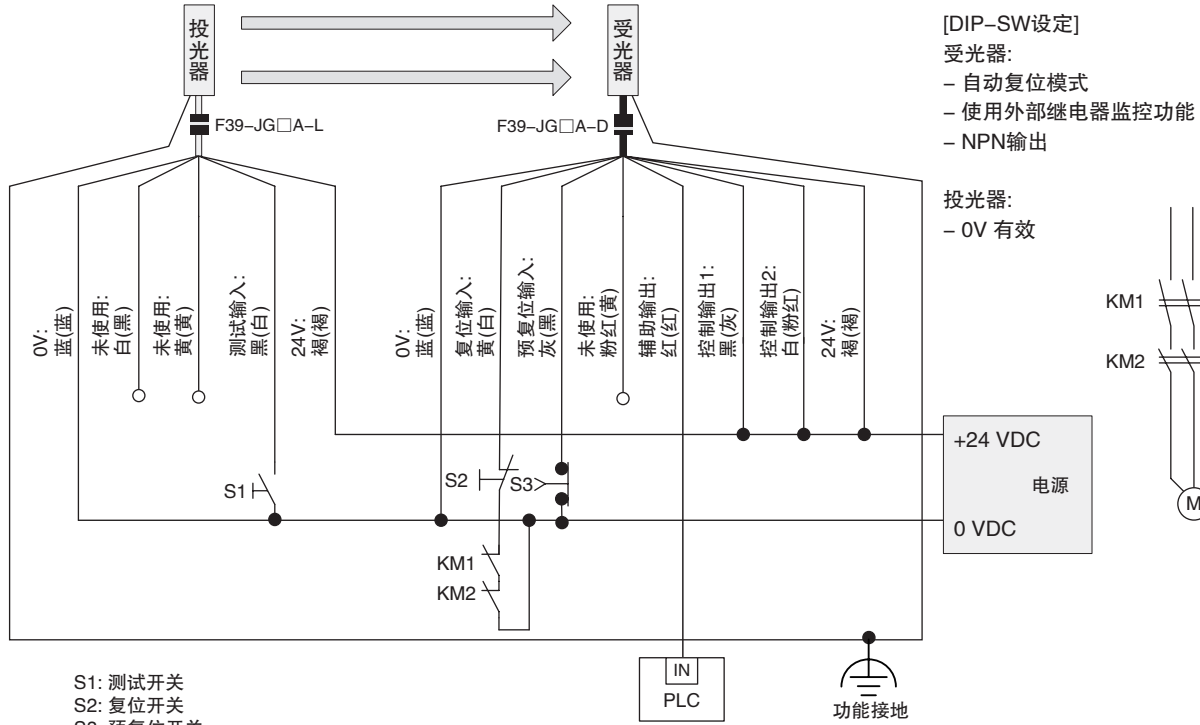 投光器
受光器
F39–JG□A–L
F39–JG□A–D
[DIP–SW设定]
受光器:
– 自动复位模式
– 使用外部继电器监控功能
– NPN输出
投光器:
– 0V 有效
0V:
蓝(蓝)
未使用:
白(黑)
未使用:
黄(黄)
测试输入:
黑(白)
24V:
褐(褐)
0V:
蓝(蓝)
复位输入:
黄(白)
预复位输入:
灰(黑)
未使用:
粉红(黄)
辅助输出:
红(红)
控制输出1:
黑(灰)
控制输出2:
白(粉红)
24V:
褐(褐)
KM1
KM2
M
+24 VDC
电源
0 VDC
S1
S2
S3
KM1
KM2
IN
PLC
功能接地
S1: 测试开关
S2: 复位开关
S3: 预复位开关